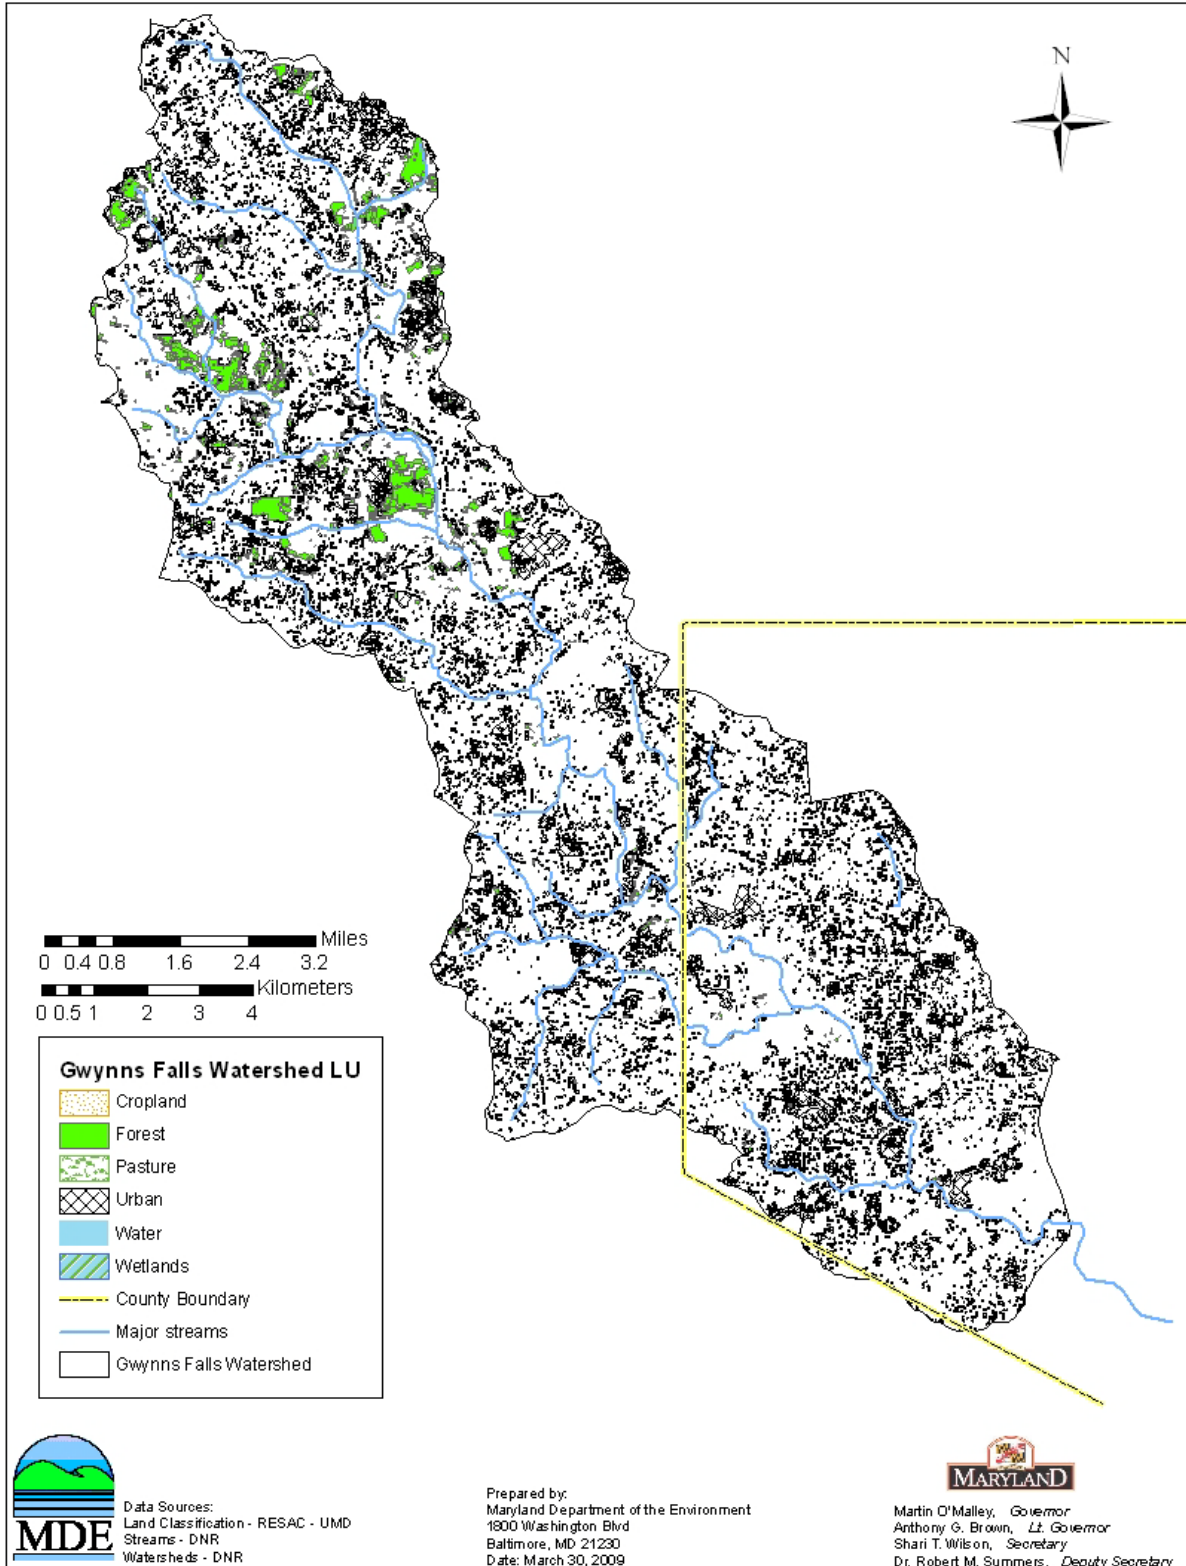 N
Miles
0 0.4 0.8 1.6 2.4 3.2
Kilometers
0 0.5 1 2 3 4
Gwynns Falls Watershed LU
Cropland
Forest
Pasture
Urban
Water
Wetlands
County Boundary
Major streams
Gwynns Falls Watershed
MDE
Data Sources:
Land Classification - RESAC - UMD
Streams - DNR
Watersheds - DNR
Prepared by:
Maryland Department of the Environment
1800 Washington Blvd
Baltimore, MD 21230
Date: March 30, 2009
MARYLAND
Martin O'Malley, Governor
Anthony G. Brown, Lt. Governor
Shari T. Wilson, Secretary
Dr. Robert M. Summers, Deputy Secretary